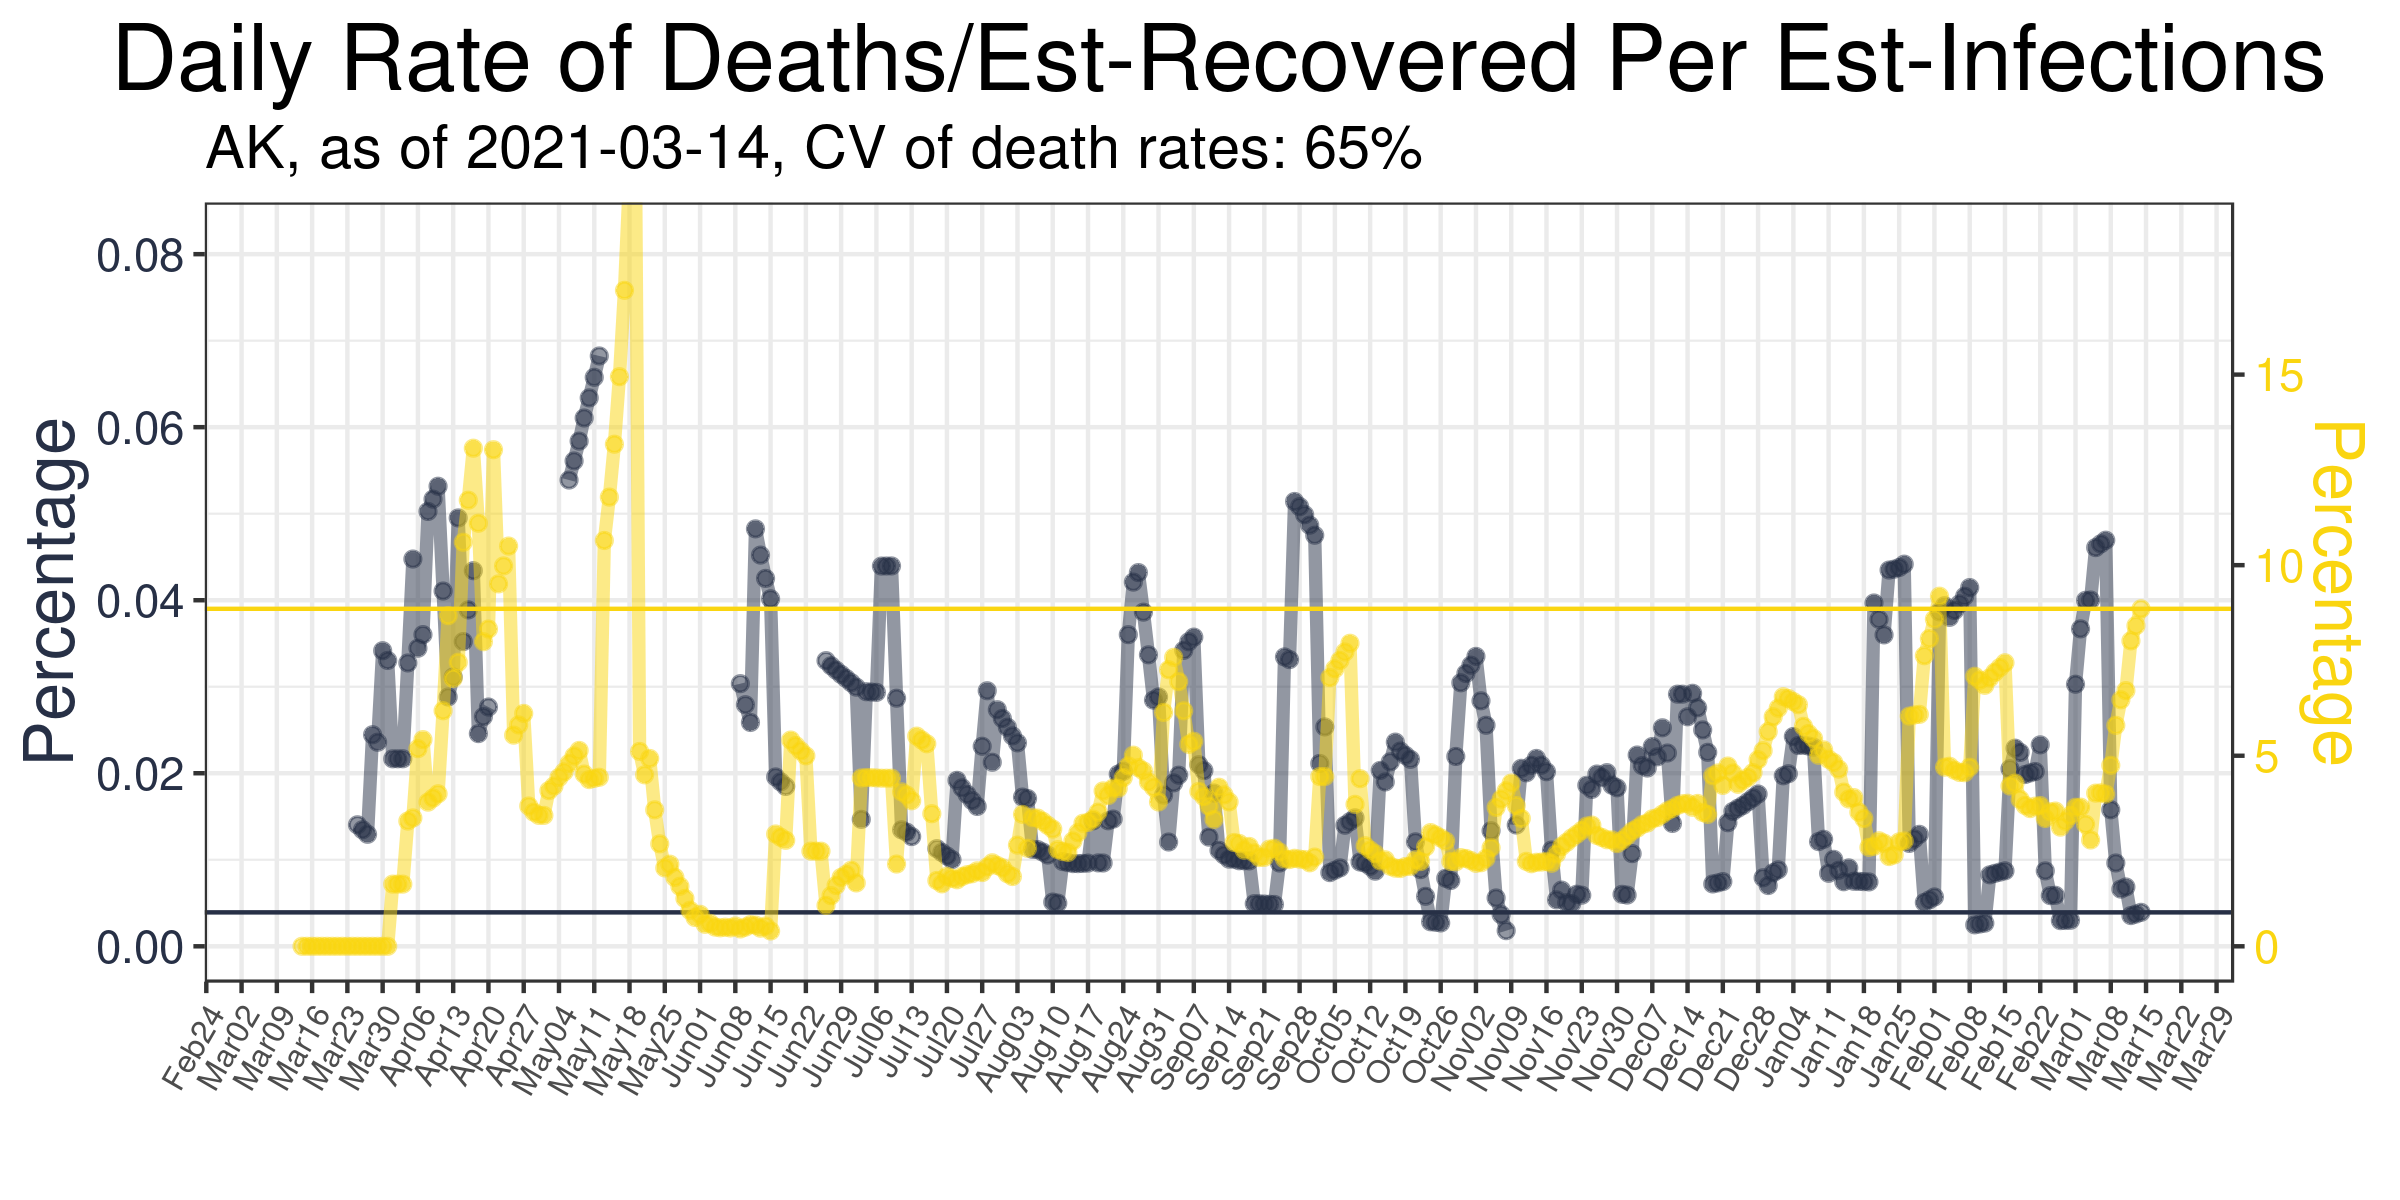 Daily Rate of Deaths/Est-Recovered Per Est-Infections
AK, as of 2021-03-14, CV of death rates: 65%
Percentage
0.08
0.06
0.04
0.02
0.00
15
10
5
0
Percentage
Feb24
Mar02
Mar09
Mar16
Mar23
Mar30
Apr06
Apr13
Apr20
Apr27
May04
May11
May18
May25
Jun01
Jun08
Jun15
Jun22
Jun29
Jul06
Jul13
Jul20
Jul27
Aug03
Aug10
Aug17
Aug24
Aug31
Sep07
Sep14
Sep21
Sep28
Oct05
Oct12
Oct19
Oct26
Nov02
Nov09
Nov16
Nov23
Nov30
Dec07
Dec14
Dec21
Dec28
Jan04
Jan11
Jan18
Jan25
Feb01
Feb08
Feb15
Feb22
Mar01
Mar08
Mar15
Mar22
Mar29